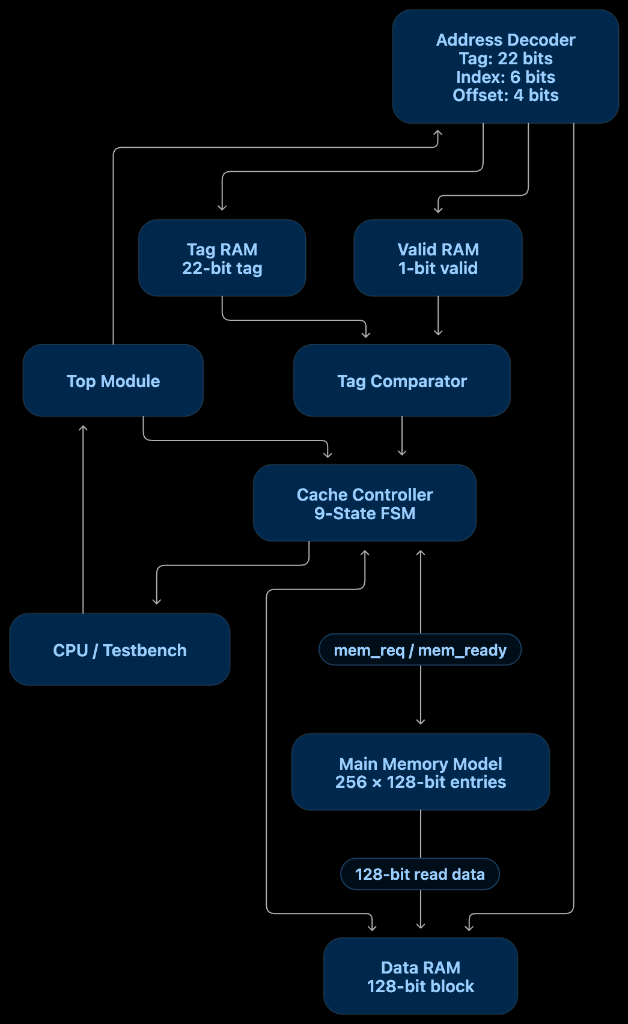 Address Decoder
Tag: 22 bits
Index: 6 bits
Offset: 4 bits
Tag RAM
22-bit tag
Valid RAM
1-bit valid
Top Module
Tag Comparator
Cache Controller
9-State FSM
CPU / Testbench
mem_req / mem_ready
Main Memory Model
256 × 128-bit entries
128-bit read data
Data RAM
128-bit block